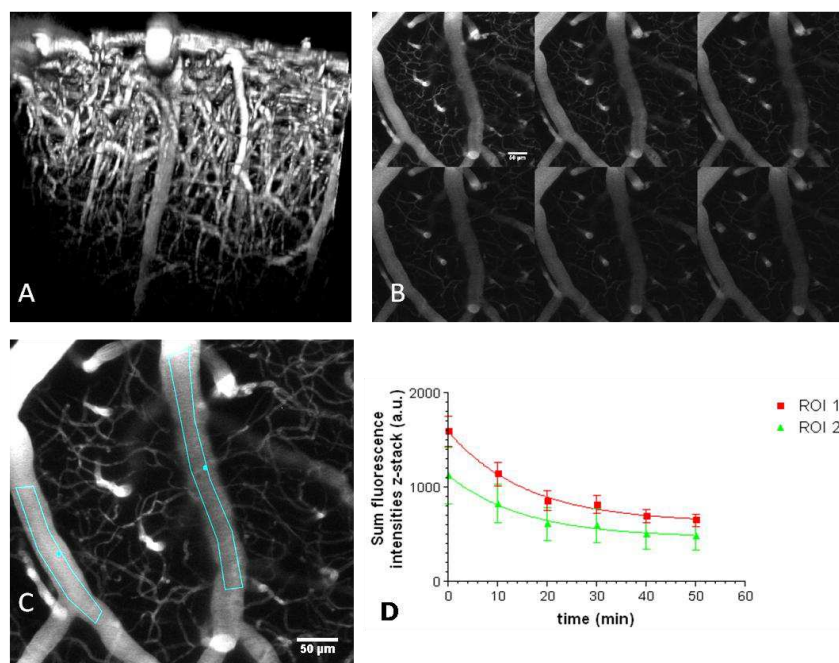 A
B
50 µm
C
50 µm
2000
1000
0
0
10
20
30
40
50
60
Sum fluorescence
intensities z-stack (a.u.)
time (min)
ROI 1
ROI 2
D